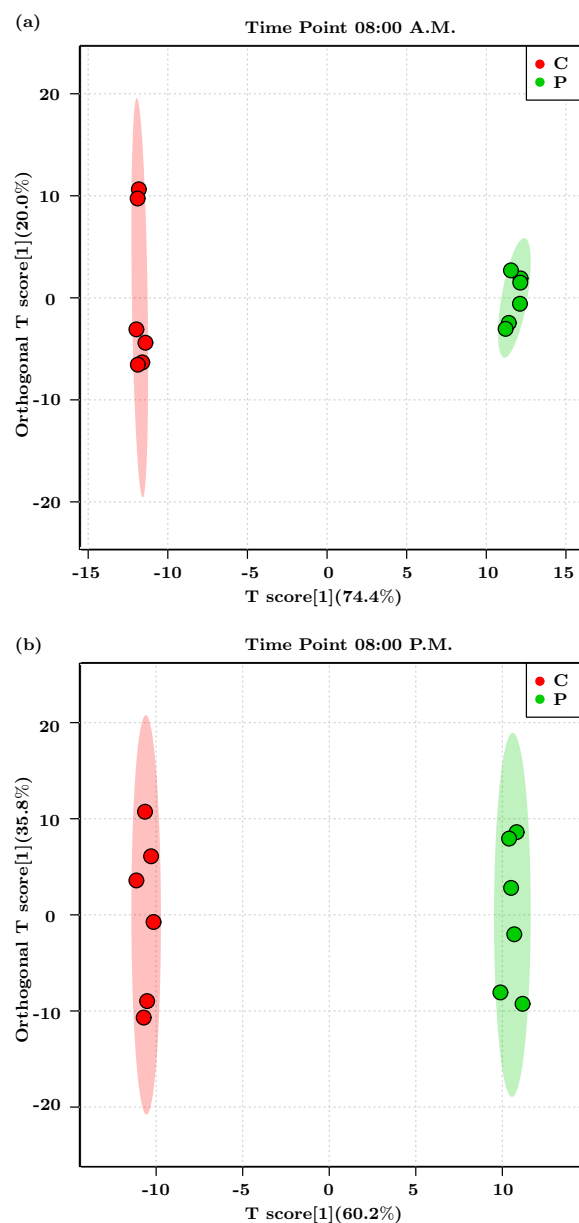 (a)
Time Point 08:00 A.M.
C
P
Orthogonal T score[1](20.0%)
20
10
0
-10
-20
-15 -10 -5 0 5 10 15
T score[1](74.4%)
(b)
Time Point 08:00 P.M.
C
P
Orthogonal T score[1](35.8%)
20
10
0
-10
-20
-10 -5 0 5 10
T score[1](60.2%)